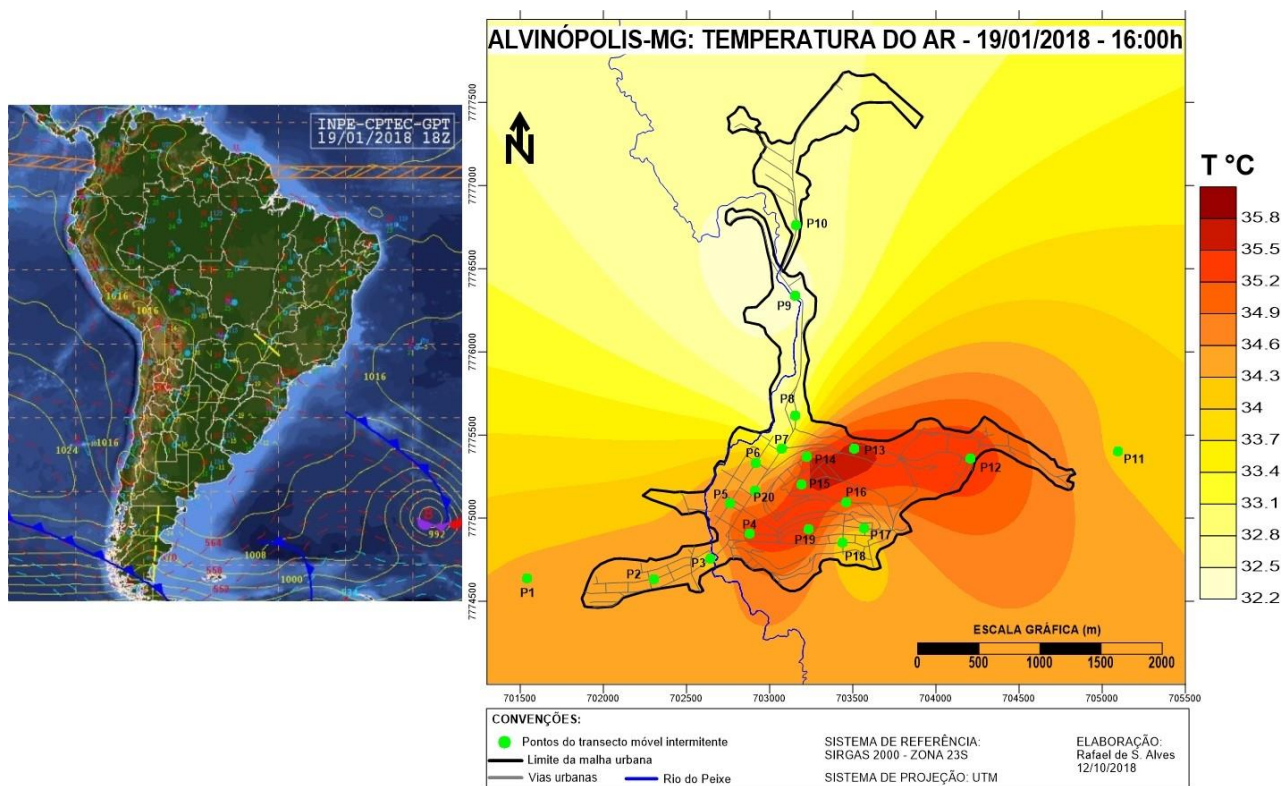 INPE-CPTEC-GPT
19/01/2018 18Z
1016
1016
1016
1016
1024
1008
1000
992
564
558
552
ALVINÓPOLIS-MG: TEMPERATURA DO AR - 19/01/2018 - 16:00h
N
7777500
7777000
7776500
7776000
7775500
7775000
7774500
P10
P9
P8
P7
P6
P14
P13
P12
P11
P5
P20
P15
P16
P4
P19
P17
P18
P3
P2
P1
ESCALA GRÁFICA (m)
0 500 1000 1500 2000
701500 702000 702500 703000 703500 704000 704500 705000 705500
T °C
35.8
35.5
35.2
34.9
34.6
34.3
34
33.7
33.4
33.1
32.8
32.5
32.2
CONVENÇÕES:
Pontos do transecto móvel intermitente
Limite da malha urbana
Vias urbanas
Rio do Peixe
SISTEMA DE REFERÊNCIA:
SIRGAS 2000 - ZONA 23S
SISTEMA DE PROJEÇÃO: UTM
ELABORAÇÃO:
Rafael de S. Alves
12/10/2018